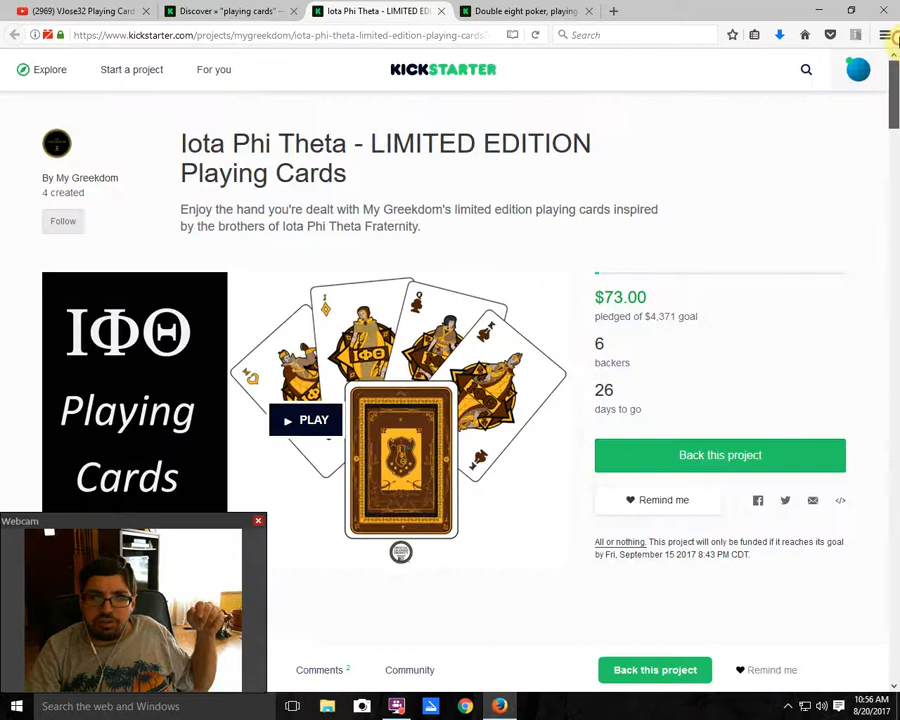 (2969) VJose32 Playing Card
Discover » "playing cards" —
Iota Phi Theta - LIMITED EDI
Double eight poker, playing
https://www.kickstarter.com/projects/mygreekdom/iota-phi-theta-limited-edition-playing-cards?
Search
Explore
Start a project
For you
KICKSTARTER
Iota Phi Theta - LIMITED EDITION
Playing Cards
By My Greekdom
4 created
Follow
Enjoy the hand you're dealt with My Greekdom's limited edition playing cards inspired
by the brothers of Iota Phi Theta Fraternity.
ΙΦΘ
Playing
Cards
J
Q
K
ΙΦΘ
PLAY
$73.00
pledged of $4,371 goal
6
backers
26
days to go
Back this project
Remind me
</>
All or nothing. This project will only be funded if it reaches its goal
by Fri, September 15 2017 8:43 PM CDT.
Webcam
Comments 2
Community
Back this project
Remind me
Search the web and Windows
10:56 AM
8/20/2017